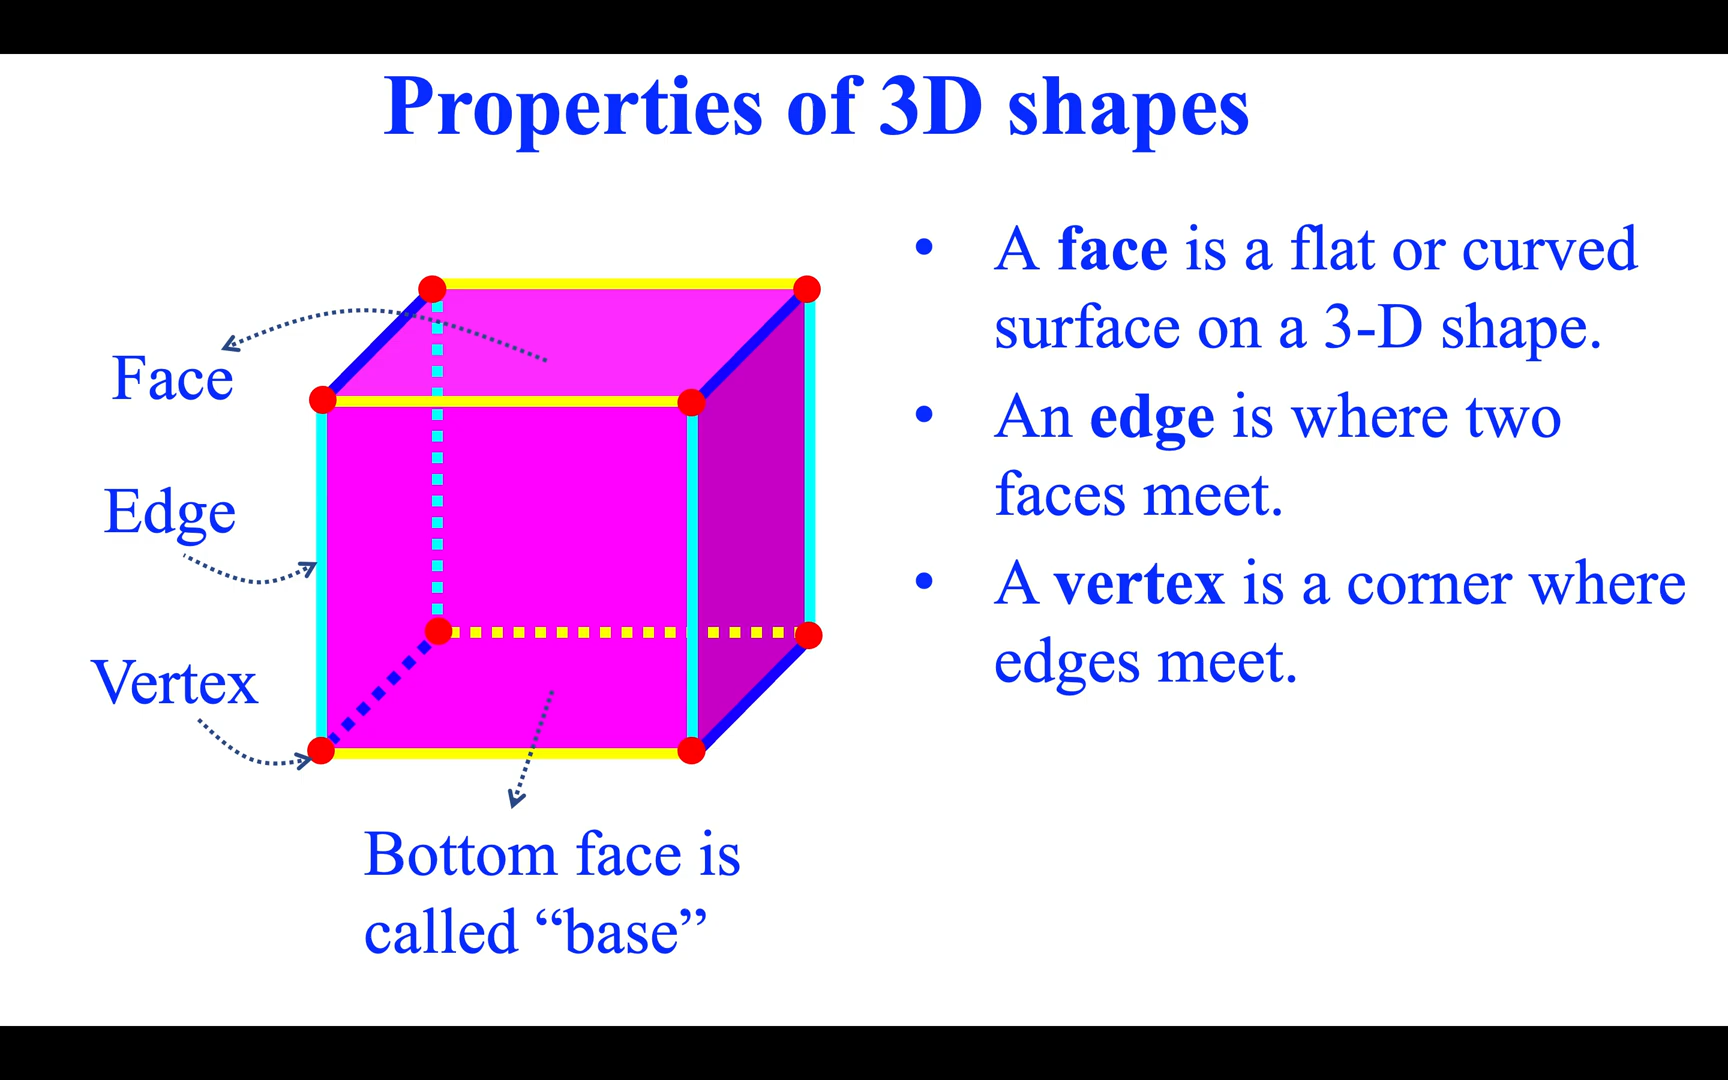 Properties of 3D shapes
Face
Edge
Vertex
Bottom face is
called “base”
• A face is a flat or curved
surface on a 3-D shape.
• An edge is where two
faces meet.
• A vertex is a corner where
edges meet.